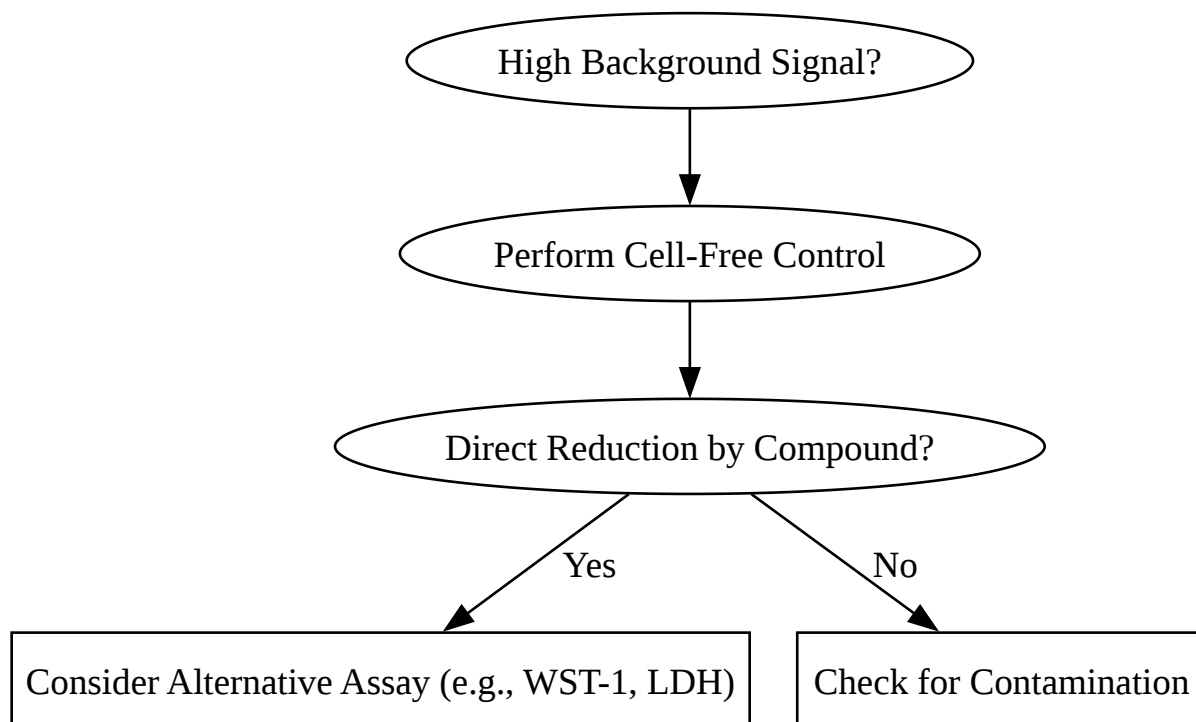 High Background Signal?
Perform Cell-Free Control
Direct Reduction by Compound?
Yes
No
Consider Alternative Assay (e.g., WST-1, LDH)
Check for Contamination